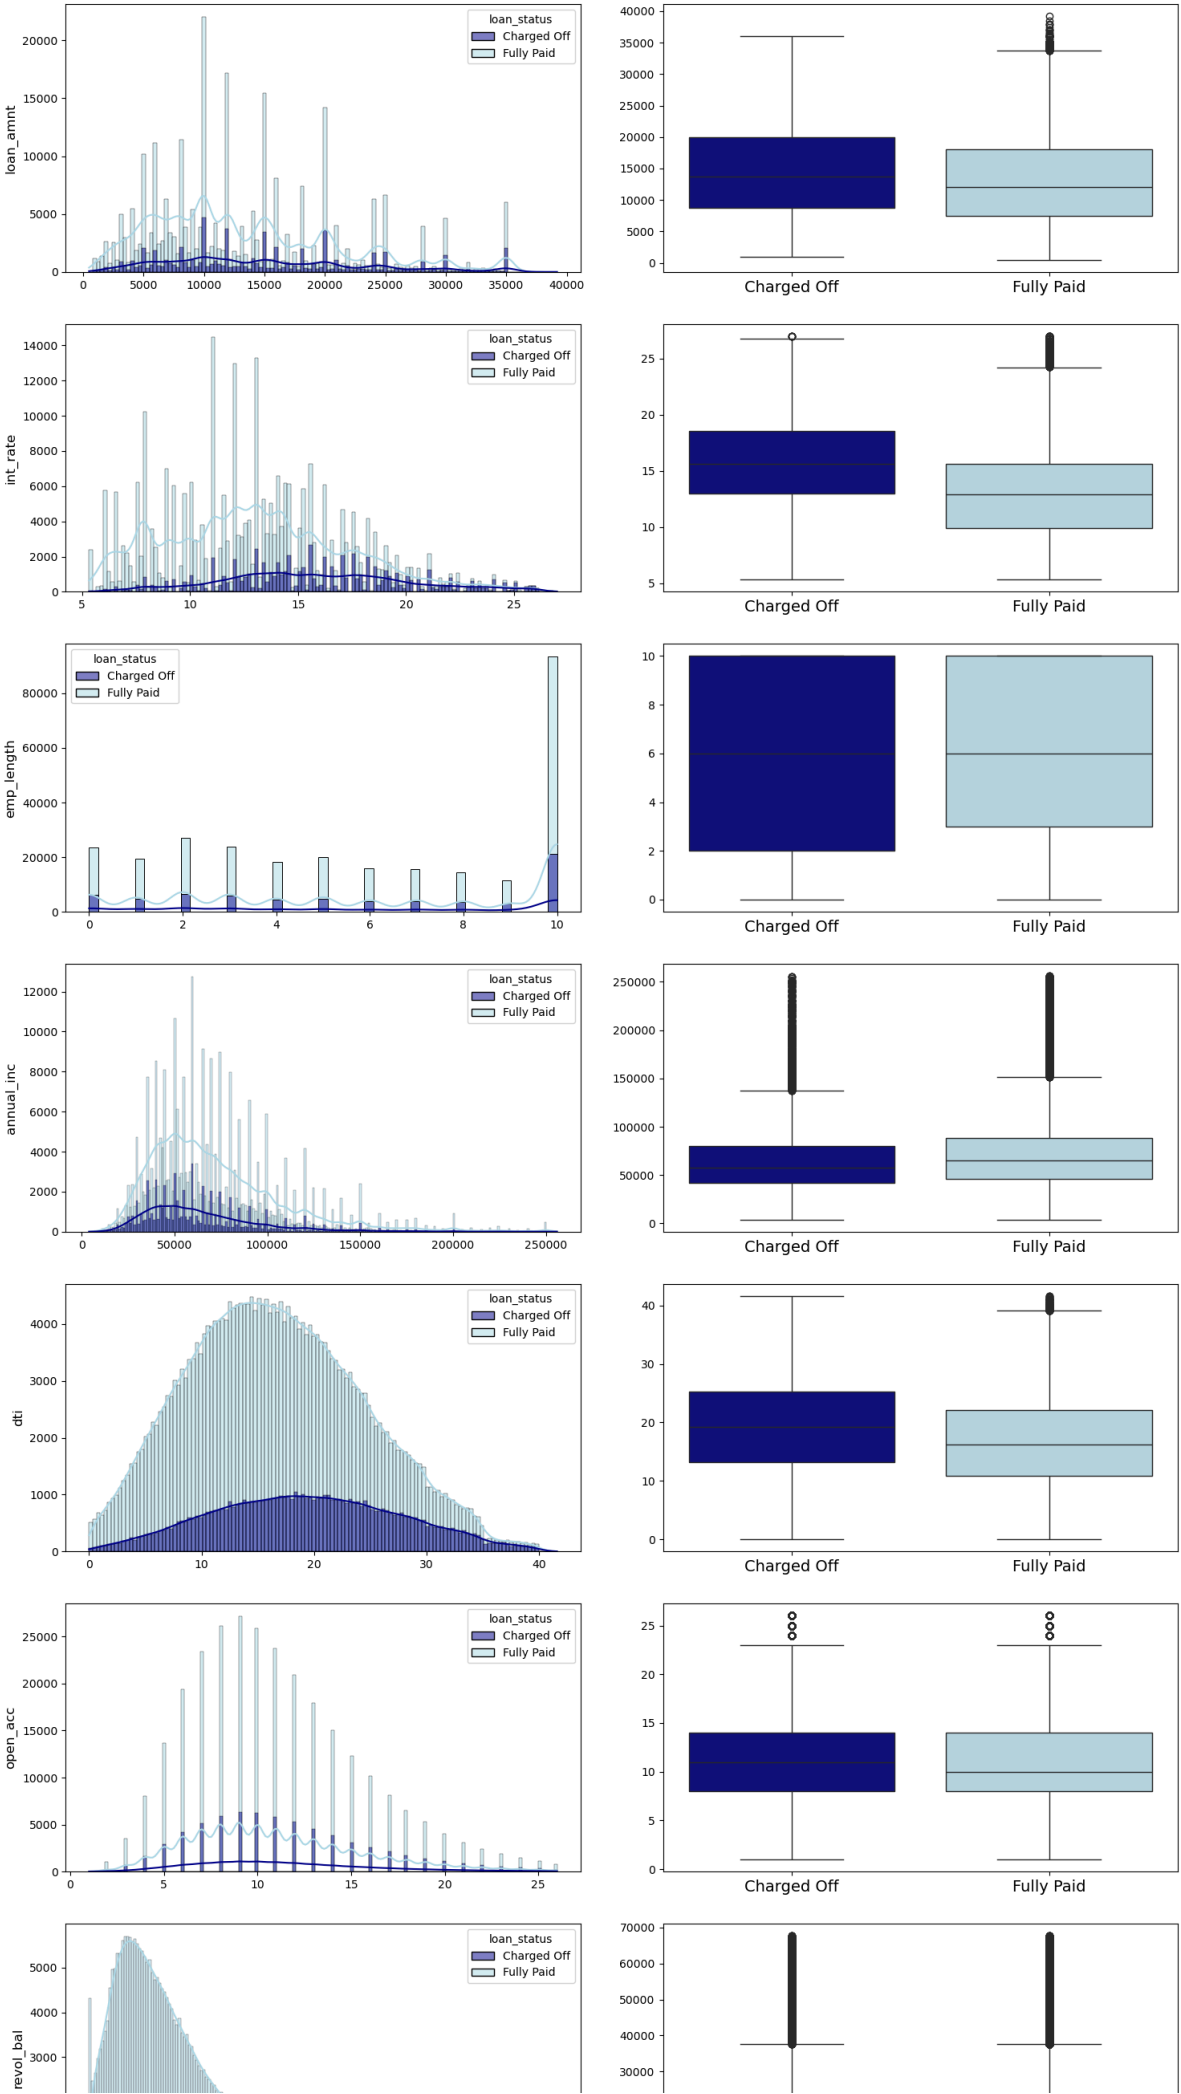 loan_amnt
20000
15000
10000
5000
0
0 5000 10000 15000 20000 25000 30000 35000 40000
loan_status
Charged Off
Fully Paid
40000
35000
30000
25000
20000
15000
10000
5000
0
Charged Off Fully Paid
int_rate
14000
12000
10000
8000
6000
4000
2000
0
5 10 15 20 25
loan_status
Charged Off
Fully Paid
25
20
15
10
5
Charged Off Fully Paid
emp_length
80000
60000
40000
20000
0
0 2 4 6 8 10
loan_status
Charged Off
Fully Paid
10
8
6
4
2
0
Charged Off Fully Paid
annual_inc
12000
10000
8000
6000
4000
2000
0
0 50000 100000 150000 200000 250000
loan_status
Charged Off
Fully Paid
250000
200000
150000
100000
50000
0
Charged Off Fully Paid
dti
4000
3000
2000
1000
0
0 10 20 30 40
loan_status
Charged Off
Fully Paid
40
30
20
10
0
Charged Off Fully Paid
open_acc
25000
20000
15000
10000
5000
0
0 5 10 15 20 25
loan_status
Charged Off
Fully Paid
25
20
15
10
5
0
Charged Off Fully Paid
revol_bal
5000
4000
3000
loan_status
Charged Off
Fully Paid
70000
60000
50000
40000
30000